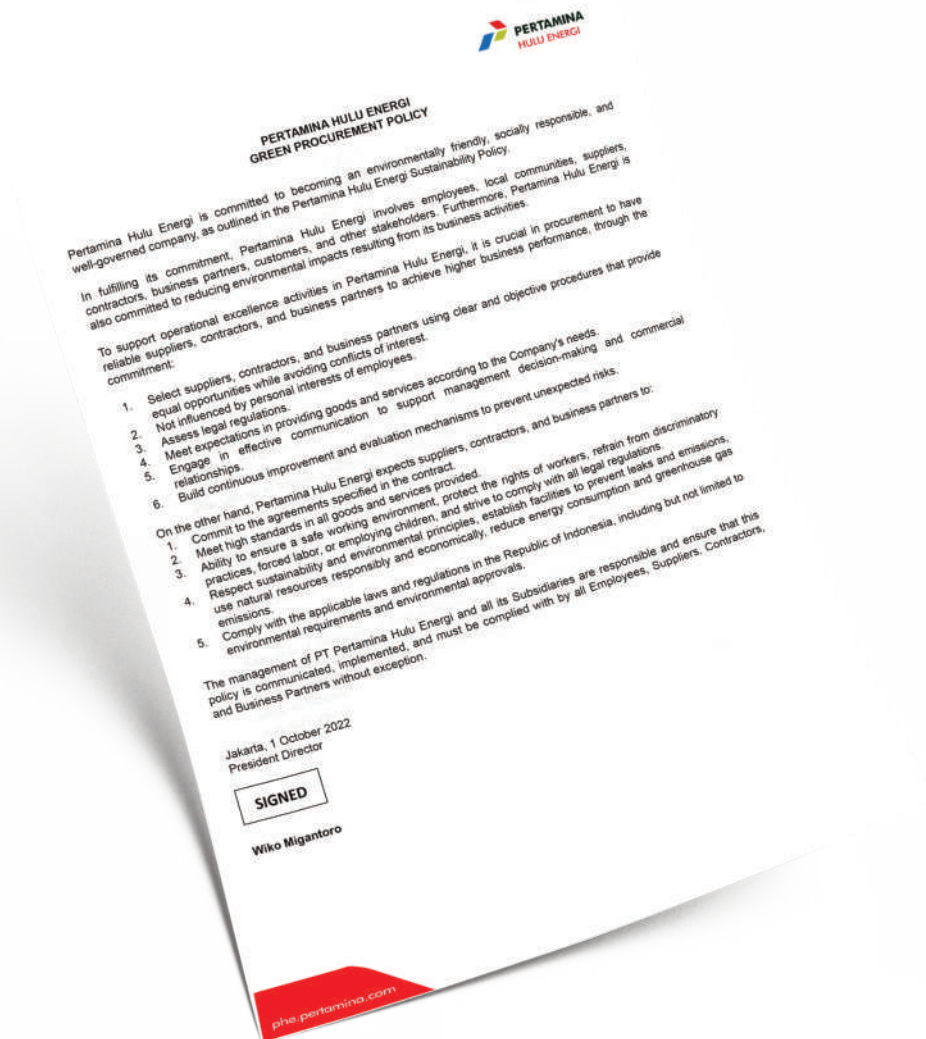 PERTAMINA
HULU ENERGI
PERTAMINA HULU ENERGI
GREEN PROCUREMENT POLICY
Pertamina Hulu Energi is committed to becoming an environmentally friendly, socially responsible, and
well-governed company, as outlined in the Pertamina Hulu Energi Sustainability Policy.
In fulfilling its commitment, Pertamina Hulu Energi involves employees, local communities, suppliers,
contractors, business partners, customers, and other stakeholders. Furthermore, Pertamina Hulu Energi is
also committed to reducing environmental impacts resulting from its business activities.
To support operational excellence activities in Pertamina Hulu Energi, it is crucial in procurement to have
reliable suppliers, contractors, and business partners to achieve higher business performance, through the
commitment:
1. Select suppliers, contractors, and business partners using clear and objective procedures that provide
equal opportunities while avoiding conflicts of interest.
2. Not influenced by personal interests of employees.
3. Assess legal regulations.
4. Meet expectations in providing goods and services according to the Company's needs.
5. Engage in effective communication to support management decision-making and commercial
relationships.
6. Build continuous improvement and evaluation mechanisms to prevent unexpected risks.
On the other hand, Pertamina Hulu Energi expects suppliers, contractors, and business partners to:
1. Commit to the agreements specified in the contract.
2. Meet high standards in all goods and services provided.
3. Ability to ensure a safe working environment, protect the rights of workers, refrain from discriminatory
practices, forced labor, or employing children, and strive to comply with all legal regulations.
4. Respect sustainability and environmental principles, establish facilities to prevent leaks and emissions,
use natural resources responsibly and economically, reduce energy consumption and greenhouse gas
emissions.
5. Comply with the applicable laws and regulations in the Republic of Indonesia, including but not limited to
environmental requirements and environmental approvals.
The management of PT Pertamina Hulu Energi and all its Subsidiaries are responsible and ensure that this
policy is communicated, implemented, and must be complied with by all Employees, Suppliers. Contractors,
and Business Partners without exception.
Jakarta, 1 October 2022
President Director
SIGNED
Wiko Migantoro
phe.pertamina.com